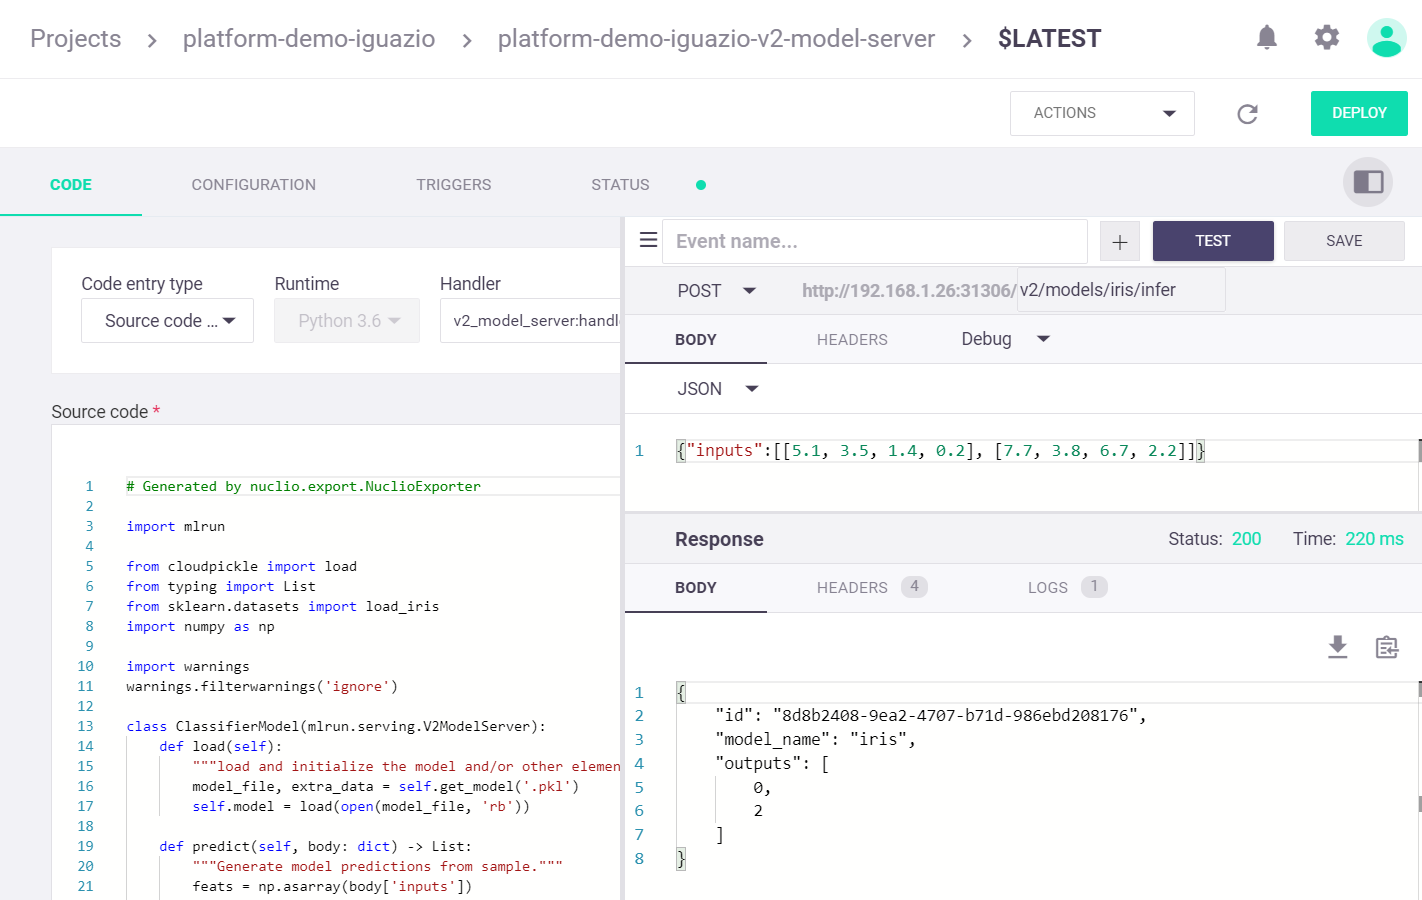 Projects > platform-demo-iguazio > platform-demo-iguazio-v2-model-server > $LATEST
ACTIONS
DEPLOY
CODE
CONFIGURATION
TRIGGERS
STATUS
Code entry type
Runtime
Handler
Source code ...
Python 3.6
v2_model_server:handl
Source code *
1 # Generated by nuclio.export.NuclioExporter
2
3 import mlrun
4
5 from cloudpickle import load
6 from typing import List
7 from sklearn.datasets import load_iris
8 import numpy as np
9
10 import warnings
11 warnings.filterwarnings('ignore')
12
13 class ClassifierModel(mlrun.serving.V2ModelServer):
14     def load(self):
15         """load and initialize the model and/or other elemen
16         model_file, extra_data = self.get_model('.pkl')
17         self.model = load(open(model_file, 'rb'))
18
19     def predict(self, body: dict) -> List:
20         """Generate model predictions from sample."""
21         feats = np.asarray(body['inputs'])
Event name...
+
TEST
SAVE
POST
http://192.168.1.26:31306/ v2/models/iris/infer
BODY
HEADERS
Debug
JSON
1 {"inputs":[[5.1, 3.5, 1.4, 0.2], [7.7, 3.8, 6.7, 2.2]]}
Response
Status: 200
Time: 220 ms
BODY
HEADERS 4
LOGS 1
1 {
2     "id": "8d8b2408-9ea2-4707-b71d-986ebd208176",
3     "model_name": "iris",
4     "outputs": [
5         0,
6         2
7     ]
8 }